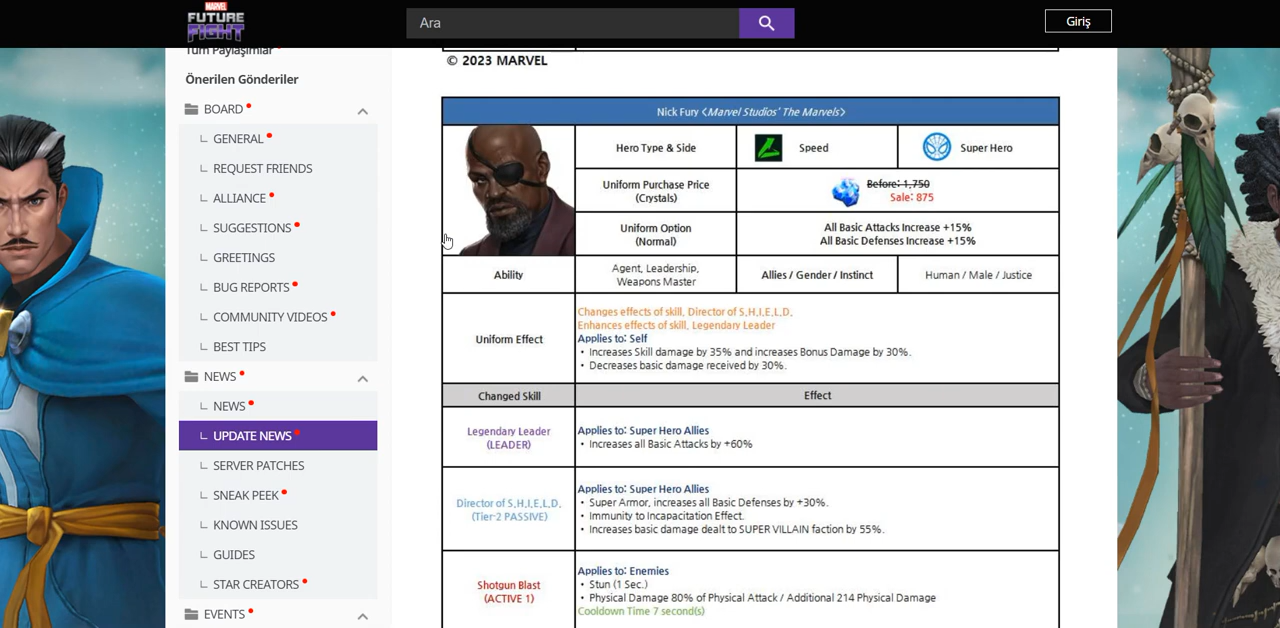 MARVEL
FUTURE
FIGHT
Ara
Giriş
Tüm Paylaşımlar
Önerilen Gönderiler
BOARD
GENERAL
REQUEST FRIENDS
ALLIANCE
SUGGESTIONS
GREETINGS
BUG REPORTS
COMMUNITY VIDEOS
BEST TIPS
NEWS
NEWS
UPDATE NEWS
SERVER PATCHES
SNEAK PEEK
KNOWN ISSUES
GUIDES
STAR CREATORS
EVENTS
© 2023 MARVEL
Nick Fury <Marvel Studios' The Marvels>
Hero Type & Side
Speed
Super Hero
Uniform Purchase Price
(Crystals)
Before: 1,750
Sale: 875
Uniform Option
(Normal)
All Basic Attacks Increase +15%
All Basic Defenses Increase +15%
Ability
Agent, Leadership,
Weapons Master
Allies / Gender / Instinct
Human / Male / Justice
Uniform Effect
Changes effects of skill, Director of S.H.I.E.L.D.
Enhances effects of skill, Legendary Leader
Applies to: Self
・ Increases Skill damage by 35% and increases Bonus Damage by 30%.
・ Decreases basic damage received by 30%.
Changed Skill
Effect
Legendary Leader
(LEADER)
Applies to: Super Hero Allies
・ Increases all Basic Attacks by +60%
Director of S.H.I.E.L.D.
(Tier-2 PASSIVE)
Applies to: Super Hero Allies
・ Super Armor, increases all Basic Defenses by +30%.
・ Immunity to Incapacitation Effect.
・ Increases basic damage dealt to SUPER VILLAIN faction by 55%.
Shotgun Blast
(ACTIVE 1)
Applies to: Enemies
・ Stun (1 Sec.)
・ Physical Damage 80% of Physical Attack / Additional 214 Physical Damage
Cooldown Time 7 second(s)